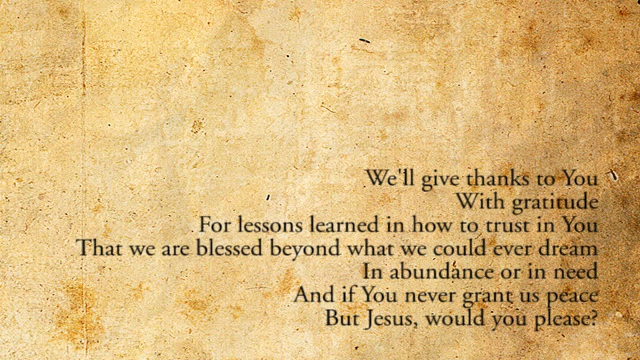 We'll give thanks to You
With gratitude
For lessons learned in how to trust in You
That we are blessed beyond what we could ever dream
In abundance or in need
And if You never grant us peace
But Jesus, would you please?